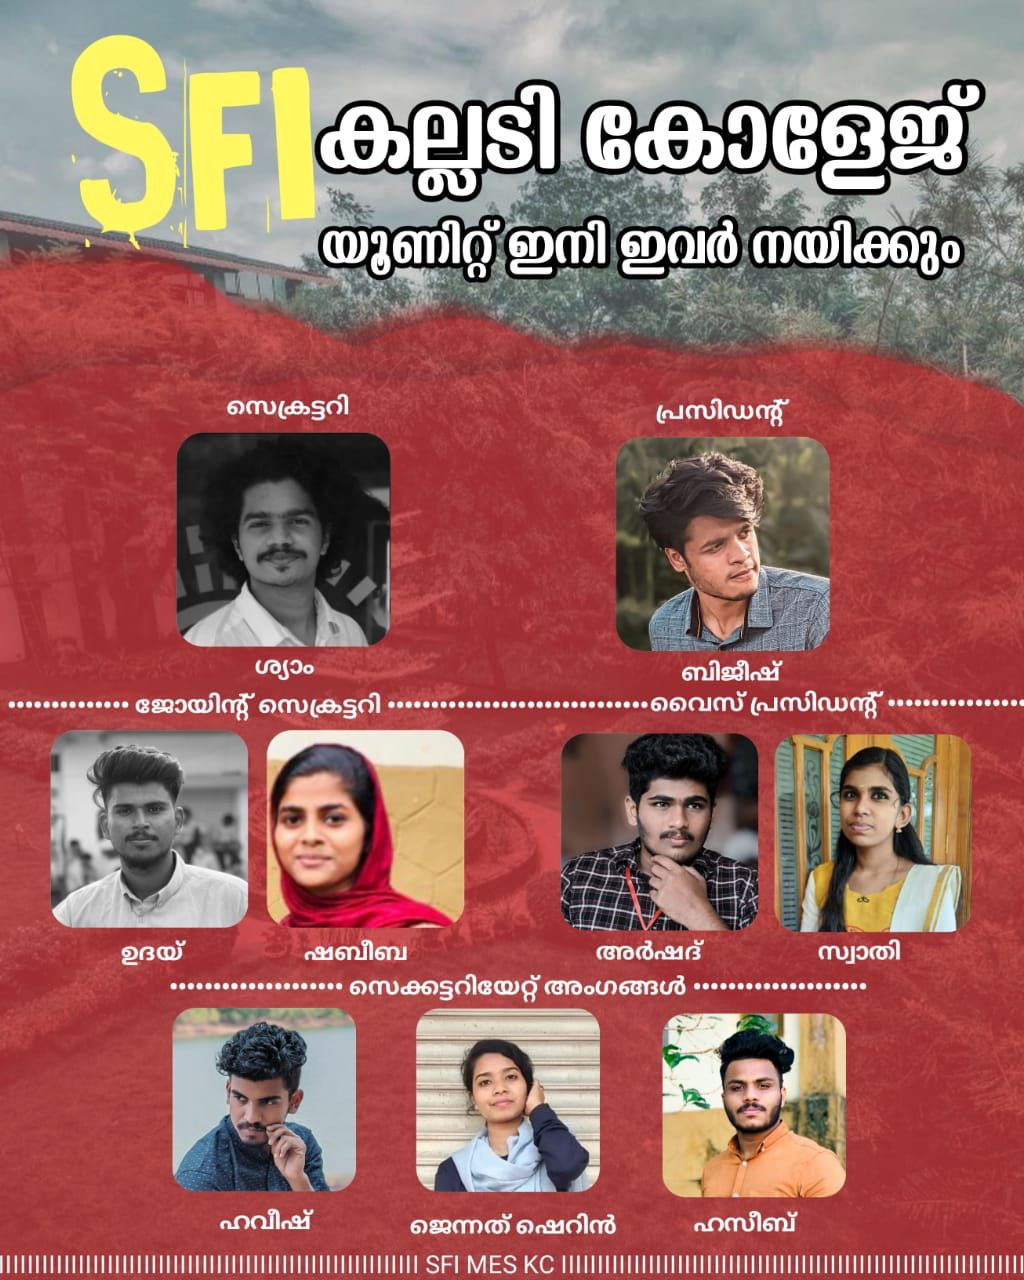 SFI കല്ലടി കോളേജ്
യൂണിറ്റ് ഇനി ഇവർ നയിക്കും
സെക്രട്ടറി
പ്രസിഡന്റ്
ശ്യാം
ബിജീഷ്
ജോയിന്റ് സെക്രട്ടറി
വൈസ് പ്രസിഡന്റ്
ഉദയ്
ഷബീബ
അർഷദ്
സ്വാതി
സെക്കട്ടറിയേറ്റ് അംഗങ്ങൾ
ഹവീഷ്
ജെന്നത് ഷെറിൻ
ഹസീബ്
SFI MES KC